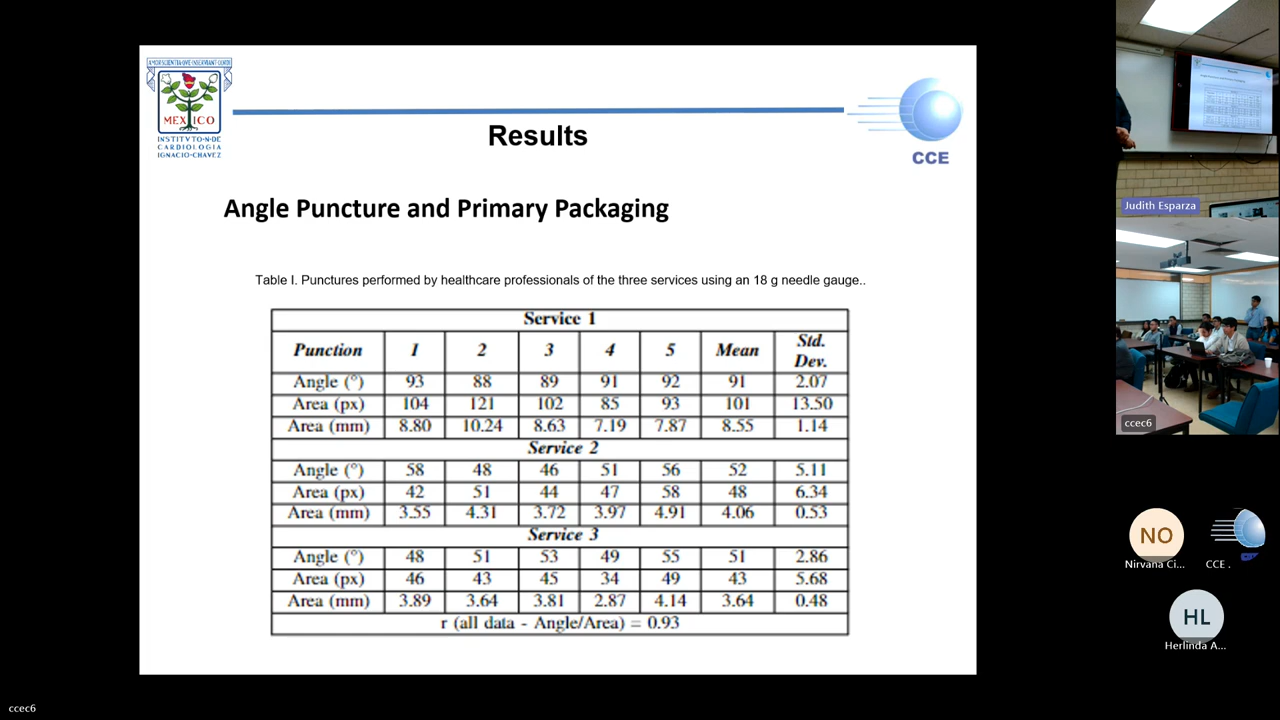 AMOR SCIENTIAQVE INSERVIANT CORDI
MEXICO
INSTITVTO·N·DE
CARDIOLOGIA
IGNACIO·CHAVEZ
Results
CCE
Angle Puncture and Primary Packaging
Table I. Punctures performed by healthcare professionals of the three services using an 18 g needle gauge..
Service 1
Punction 1 2 3 4 5 Mean Std. Dev.
Angle (°) 93 88 89 91 92 91 2.07
Area (px) 104 121 102 85 93 101 13.50
Area (mm) 8.80 10.24 8.63 7.19 7.87 8.55 1.14
Service 2
Angle (°) 58 48 46 51 56 52 5.11
Area (px) 42 51 44 47 58 48 6.34
Area (mm) 3.55 4.31 3.72 3.97 4.91 4.06 0.53
Service 3
Angle (°) 48 51 53 49 55 51 2.86
Area (px) 46 43 45 34 49 43 5.68
Area (mm) 3.89 3.64 3.81 2.87 4.14 3.64 0.48
r (all data - Angle/Area) = 0.93
Judith Esparza
ccec6
NO
Nirvana Ci...
CCE .
HL
Herlinda A...
ccec6